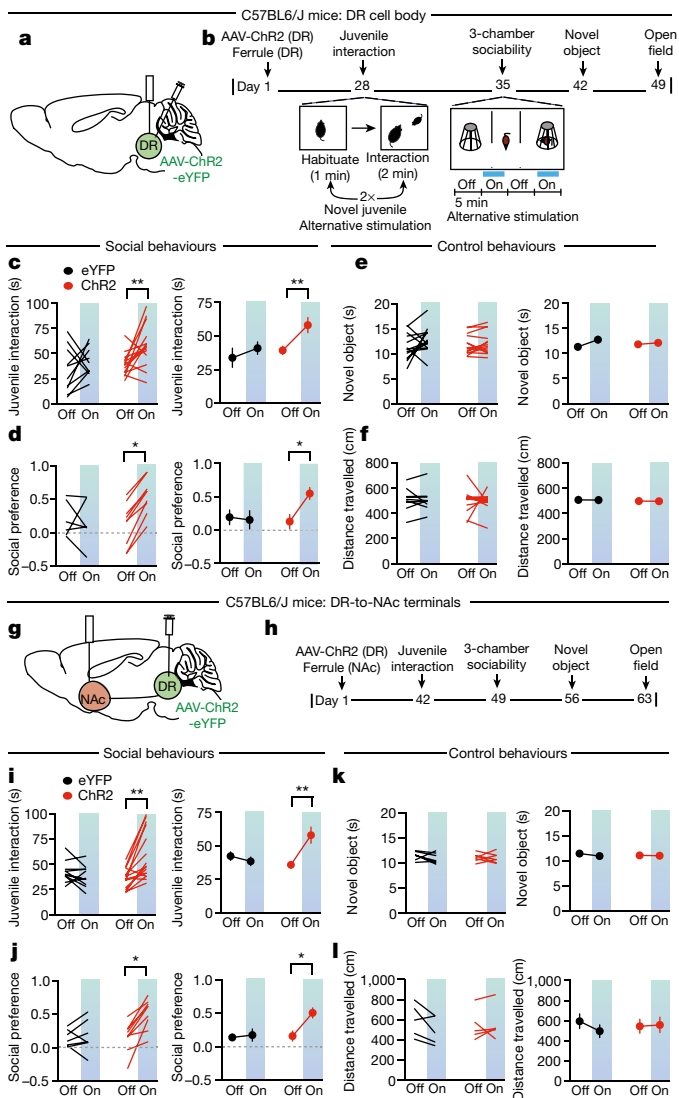 C57BL6/J mice: DR cell body
a
DR
AAV-ChR2
-eYFP
b
AAV-ChR2 (DR)
Ferrule (DR)
Juvenile
interaction
3-chamber
sociability
Novel
object
Open
field
Day 1
28
35
42
49
Habituate
(1 min)
Interaction
(2 min)
2×
Novel juvenile
Alternative stimulation
Off On Off On
5 min
Alternative stimulation
Social behaviours
Control behaviours
c
eYFP
ChR2
Juvenile interaction (s)
100
75
50
25
0
**
Off On Off On
Juvenile interaction (s)
75
50
25
0
**
Off On Off On
e
Novel object (s)
20
15
10
5
0
Off On Off On
Novel object (s)
20
15
10
5
0
Off On Off On
d
Social preference
1.0
0.5
0.0
−0.5
*
Off On Off On
Social preference
1.0
0.5
0.0
−0.5
*
Off On Off On
f
Distance travelled (cm)
800
600
400
200
0
Off On Off On
Distance travelled (cm)
800
600
400
200
0
Off On Off On
C57BL6/J mice: DR-to-NAc terminals
g
NAc
DR
AAV-ChR2
-eYFP
h
AAV-ChR2 (DR)
Ferrule (NAc)
Juvenile
interaction
3-chamber
sociability
Novel
object
Open
field
Day 1
42
49
56
63
Social behaviours
Control behaviours
i
eYFP
ChR2
Juvenile interaction (s)
100
75
50
25
0
**
Off On Off On
Juvenile interaction (s)
75
50
25
0
**
Off On Off On
k
Novel object (s)
20
15
10
5
0
Off On Off On
Novel object (s)
20
15
10
5
0
Off On Off On
j
Social preference
1.0
0.5
0.0
−0.5
*
Off On Off On
Social preference
1.0
0.5
0.0
−0.5
*
Off On Off On
l
Distance travelled (cm)
1,000
800
600
400
200
0
Off On Off On
Distance travelled (cm)
1,000
800
600
400
200
0
Off On Off On